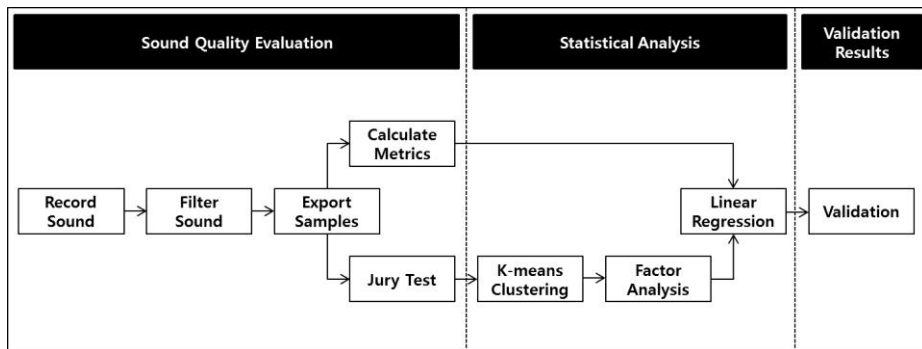 Sound Quality Evaluation
Statistical Analysis
Validation
Results
Calculate
Metrics
Record
Sound
Filter
Sound
Export
Samples
Linear
Regression
Validation
Jury Test
K-means
Clustering
Factor
Analysis